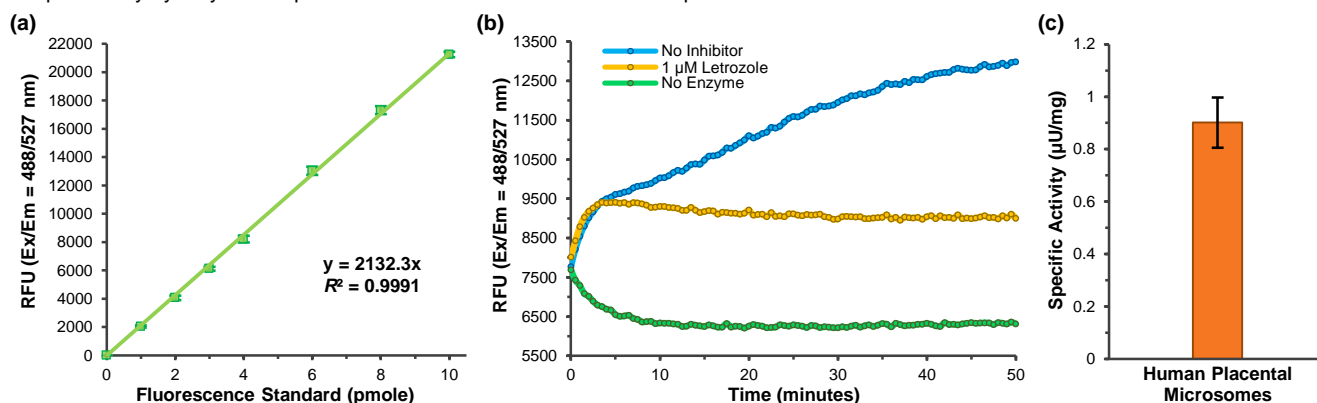 (a)
RFU (Ex/Em = 488/527 nm)
22000
20000
18000
16000
14000
12000
10000
8000
6000
4000
2000
0
y = 2132.3x
R² = 0.9991
0 2 4 6 8 10
Fluorescence Standard (pmole)
(b)
RFU (Ex/Em = 488/527 nm)
13500
12500
11500
10500
9500
8500
7500
6500
5500
No Inhibitor
1 µM Letrozole
No Enzyme
0 10 20 30 40 50
Time (minutes)
(c)
Specific Activity (µU/mg)
1.2
1
0.8
0.6
0.4
0.2
0
Human Placental
Microsomes